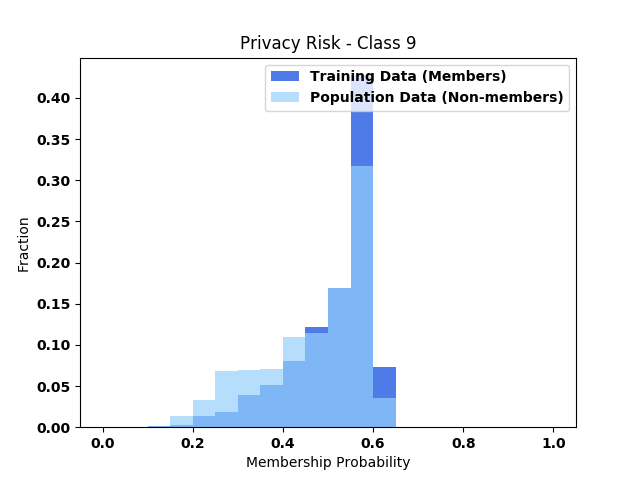 Privacy Risk - Class 9
Training Data (Members)
Population Data (Non-members)
Fraction
0.40
0.35
0.30
0.25
0.20
0.15
0.10
0.05
0.00
0.0 0.2 0.4 0.6 0.8 1.0
Membership Probability